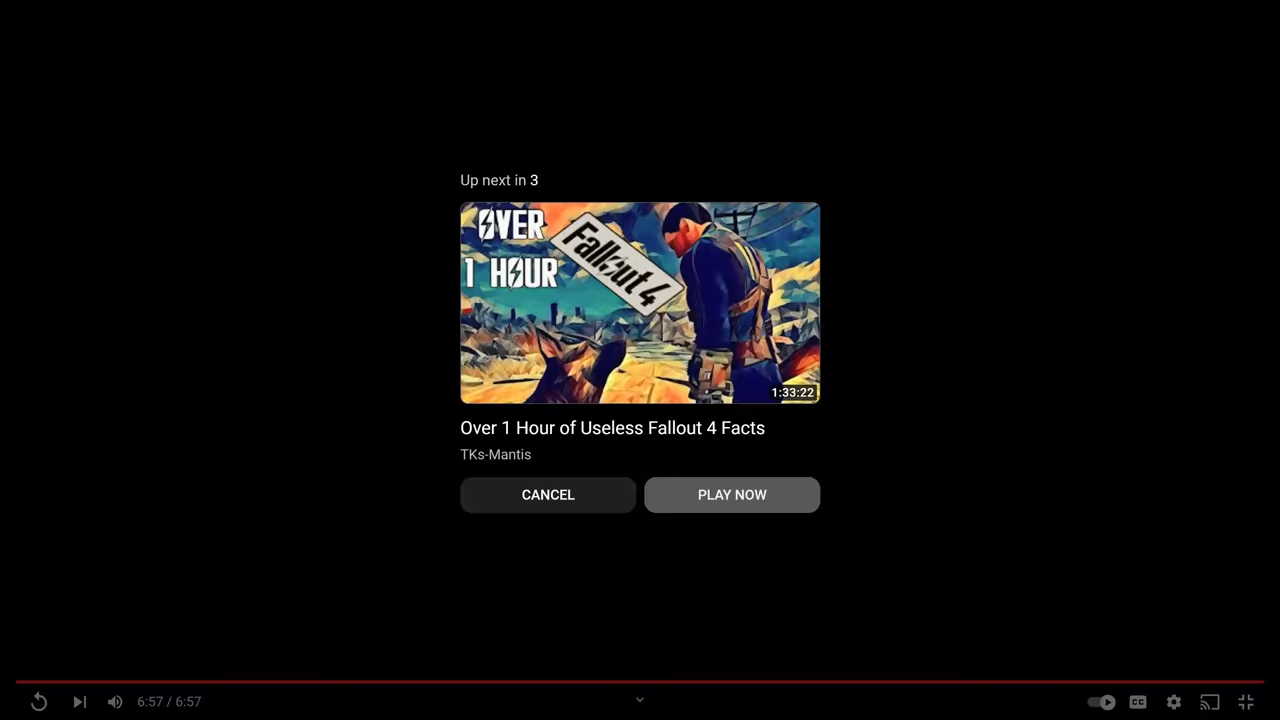 Up next in 3
OVER
1 HOUR
Fallout 4
1:33:22
Over 1 Hour of Useless Fallout 4 Facts
TKs-Mantis
CANCEL
PLAY NOW
6:57 / 6:57
CC